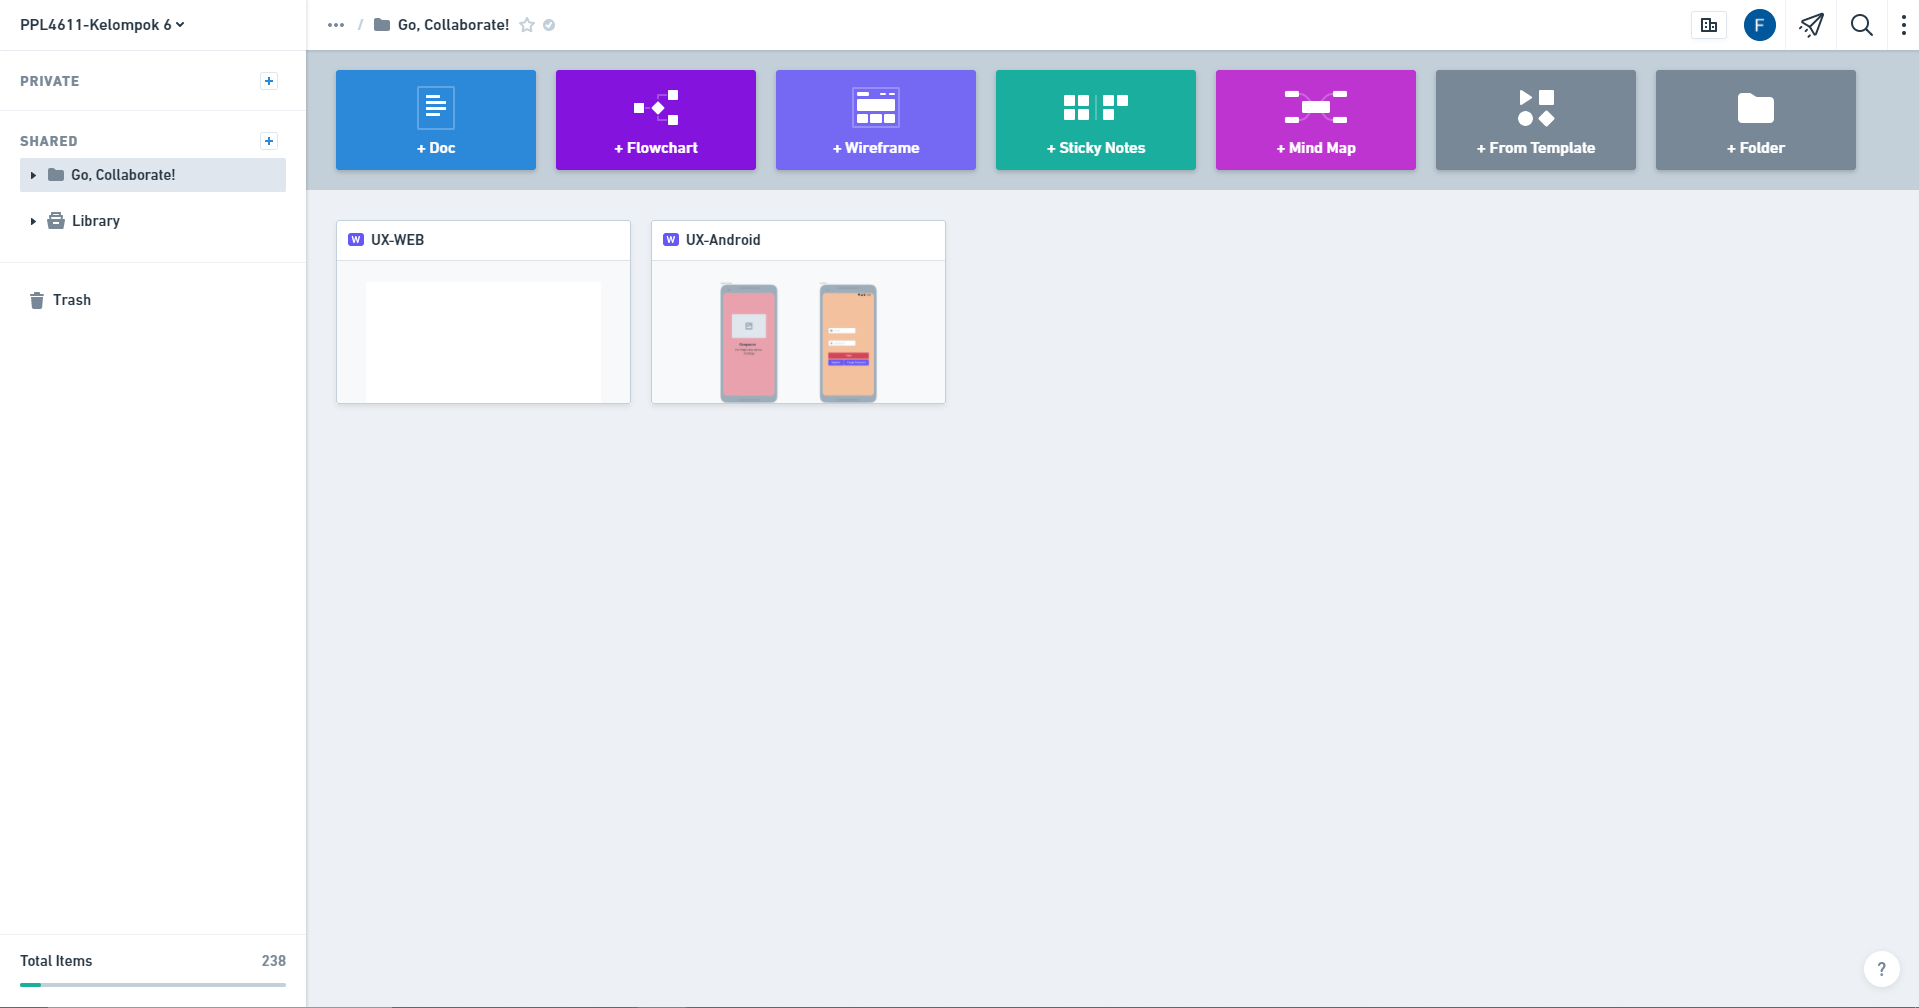 PPL4611-Kelompok 6
... / Go, Collaborate!
F
PRIVATE
+
SHARED
+
Go, Collaborate!
Library
Trash
+ Doc
+ Flowchart
+ Wireframe
+ Sticky Notes
+ Mind Map
+ From Template
+ Folder
W UX-WEB
W UX-Android
Total Items 238
?